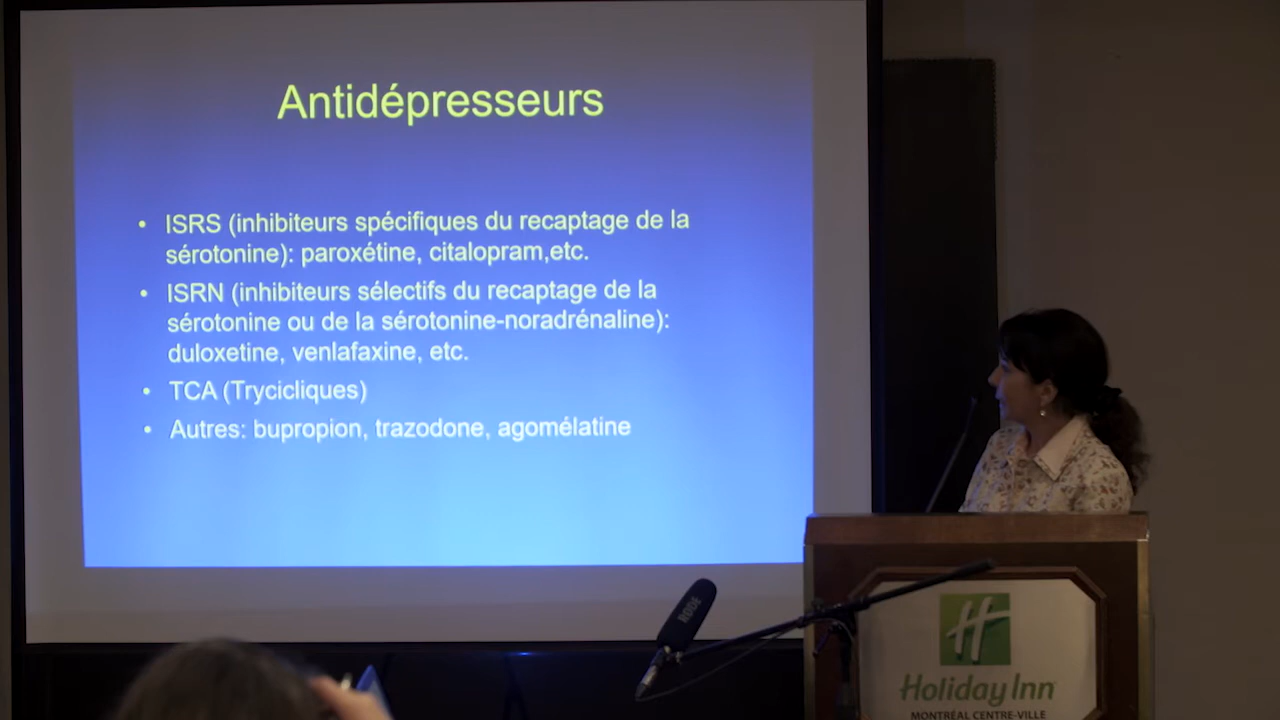 Antidépresseurs
• ISRS (inhibiteurs spécifiques du recaptage de la
sérotonine): paroxétine, citalopram,etc.
• ISRN (inhibiteurs sélectifs du recaptage de la
sérotonine ou de la sérotonine-noradrénaline):
duloxetine, venlafaxine, etc.
• TCA (Trycicliques)
• Autres: bupropion, trazodone, agomélatine
RODE
H
Holiday Inn
MONTRÉAL CENTRE-VILLE